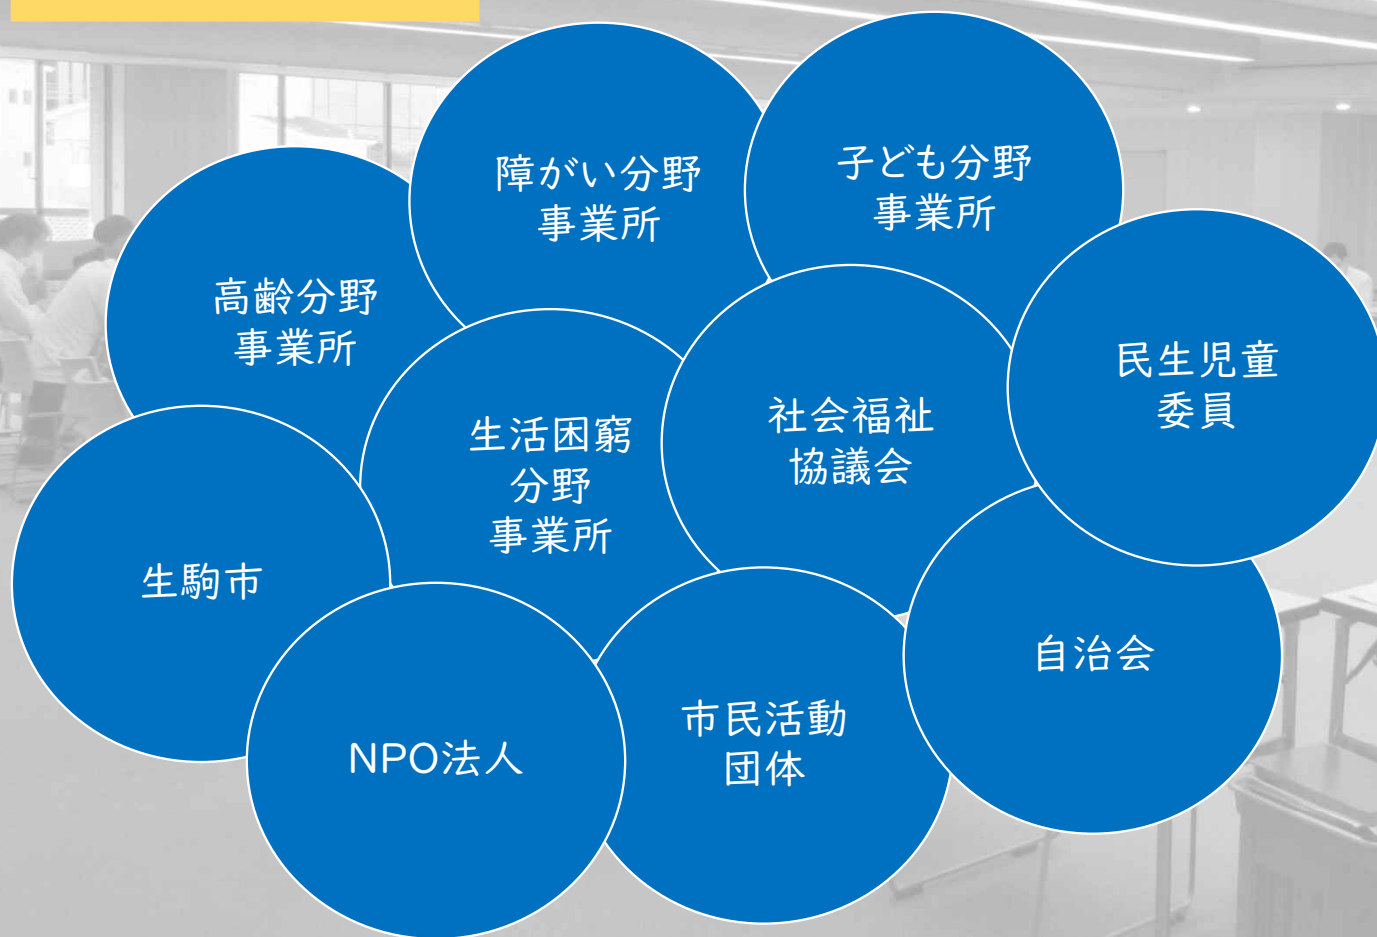 障がい分野
事業所
子ども分野
事業所
高齢分野
事業所
民生児童
委員
生活困窮
分野
事業所
社会福祉
協議会
生駒市
自治会
NPO法人
市民活動
団体